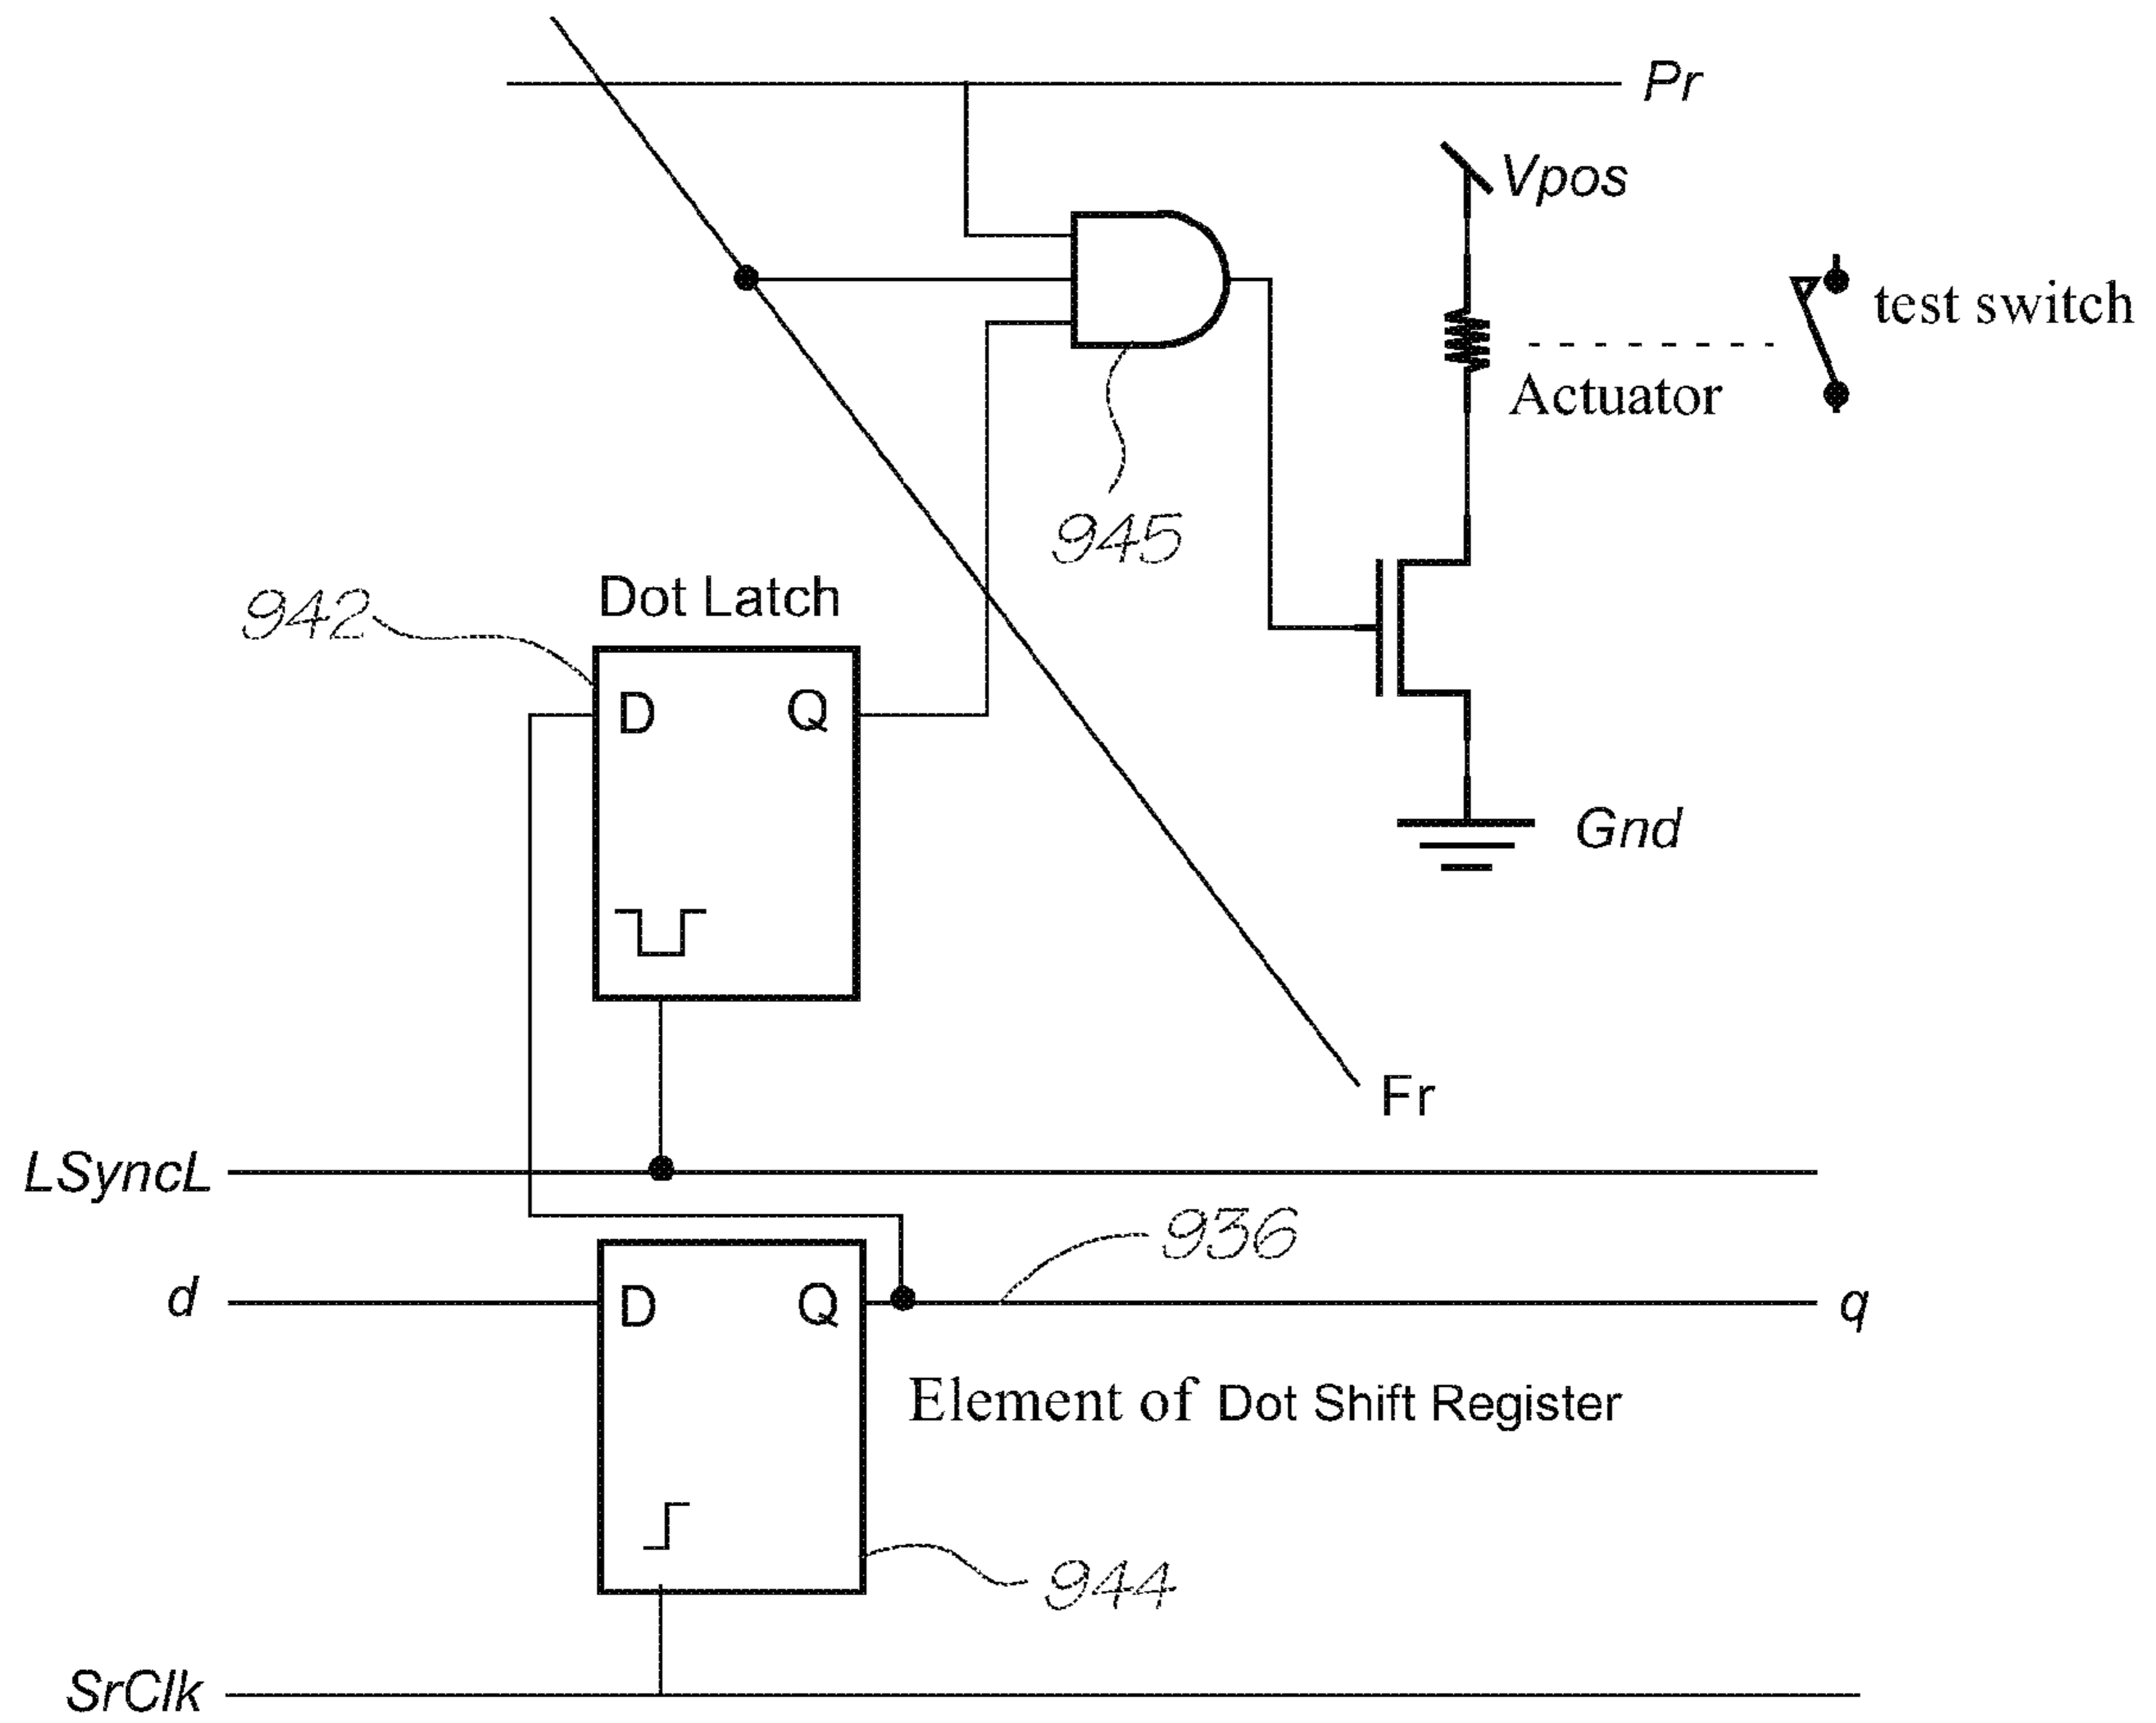 Pr
Vpos
test switch
Actuator
945
942
Dot Latch
D Q
Gnd
Fr
LSyncL
936
d
D Q
q
Element of Dot Shift Register
944
SrClk